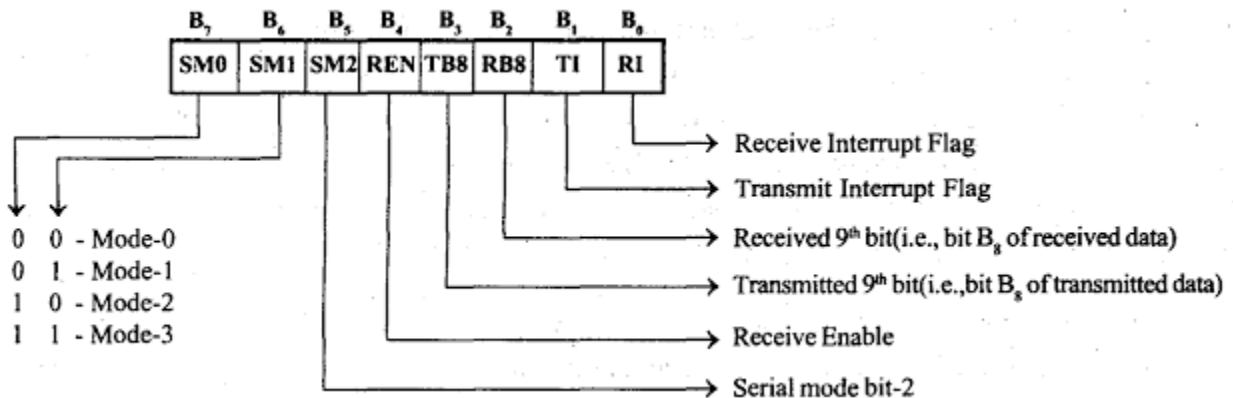 B₇ B₆ B₅ B₄ B₃ B₂ B₁ B₀
SM0 SM1 SM2 REN TB8 RB8 TI RI
Receive Interrupt Flag
Transmit Interrupt Flag
0 0 - Mode-0
Received 9ᵗʰ bit(i.e., bit B₈ of received data)
0 1 - Mode-1
Transmitted 9ᵗʰ bit(i.e.,bit B₈ of transmitted data)
1 0 - Mode-2
1 1 - Mode-3
Receive Enable
Serial mode bit-2